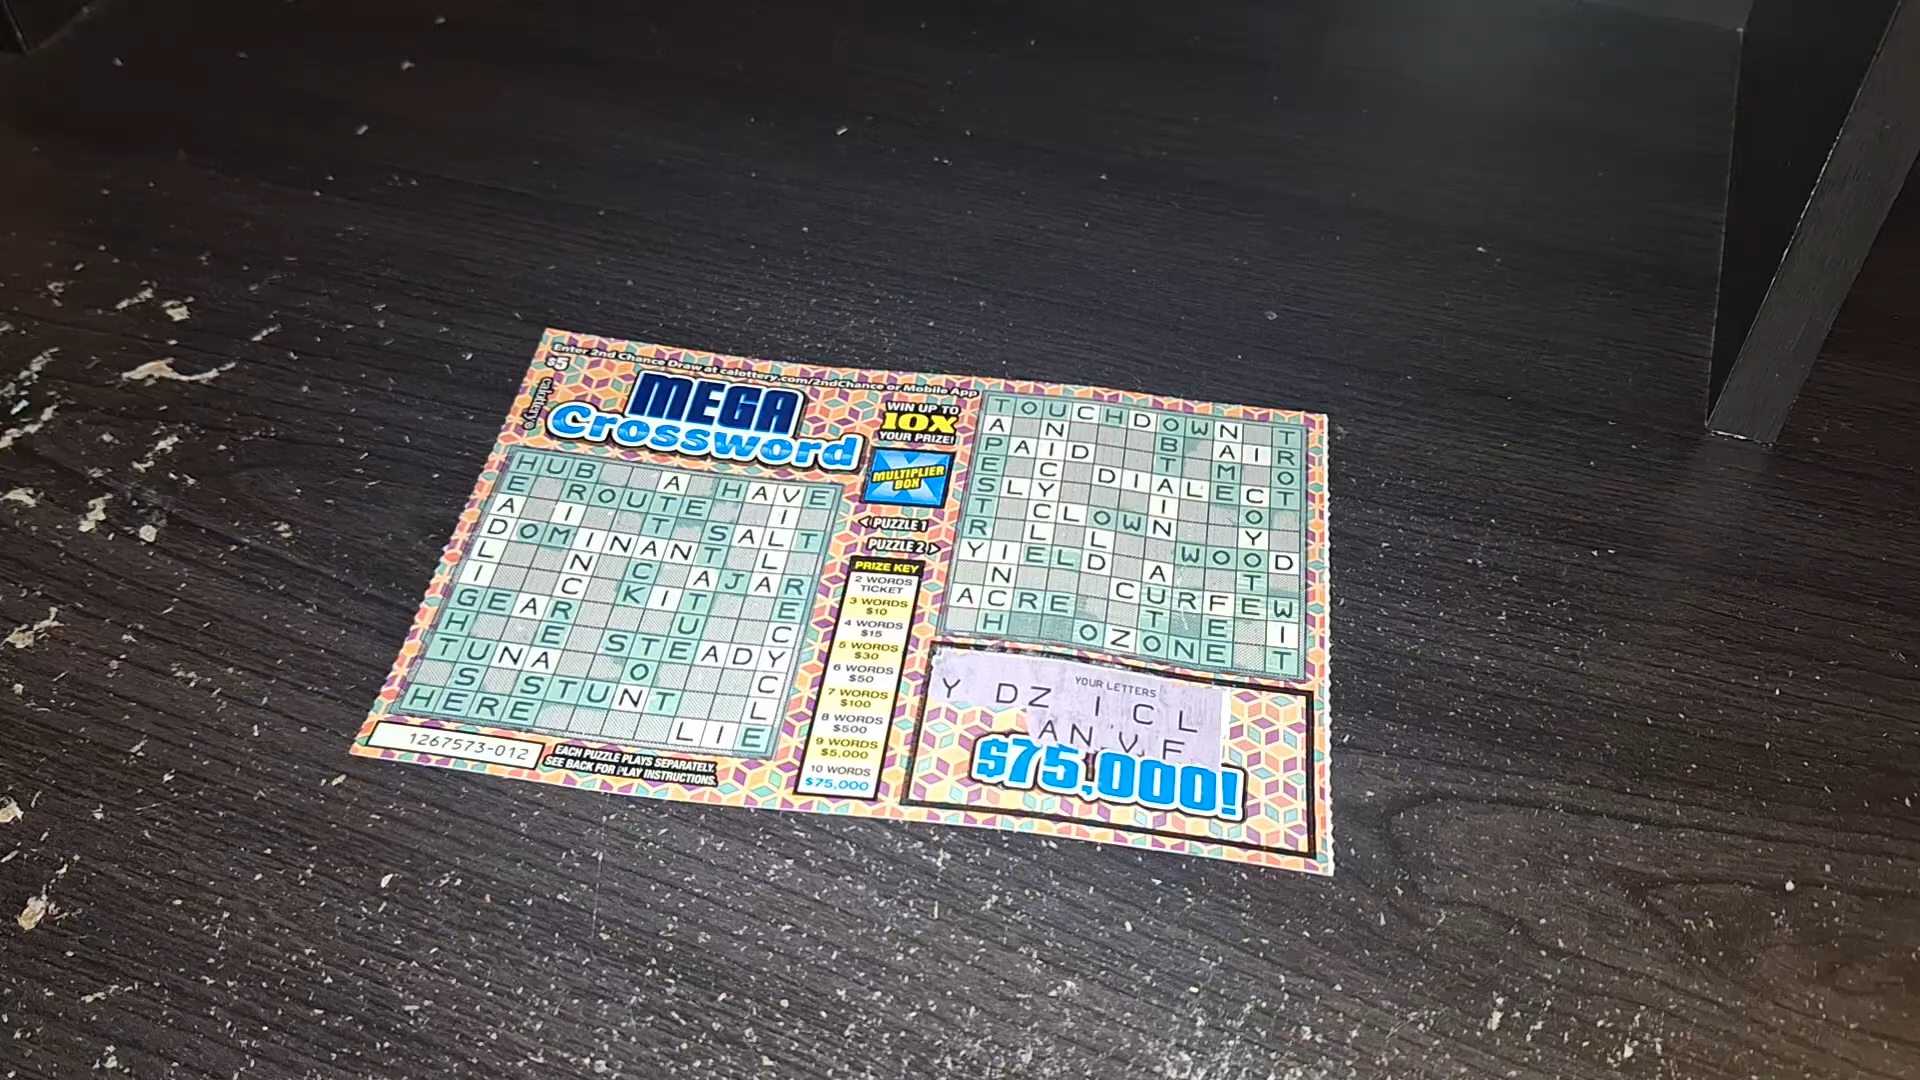 Enter 2nd Chance Draw at calottery.com/2ndChance or Mobile App
$5
calottery
MEGA
Crossword
WIN UP TO
10X
YOUR PRIZE!
MULTIPLIER
BOX
< PUZZLE 1
PUZZLE 2 >
HUB
HAVE
ROUTE
SALT
DOMINANT
AJAR
KIT
GEAR
STEADY
TUNA
STUNT
HERE
LIE
1267573-012
EACH PUZZLE PLAYS SEPARATELY.
SEE BACK FOR PLAY INSTRUCTIONS.
PRIZE KEY
2 WORDS
TICKET
3 WORDS
$10
4 WORDS
$15
5 WORDS
$30
6 WORDS
$50
7 WORDS
$100
8 WORDS
$500
9 WORDS
$5,000
10 WORDS
$75,000
TOUCHDOWN
PAID
AIR
DIAL
SLY
CLOWN
YIELD
WOOD
ACRE
CURFEW
OZONE
YOUR LETTERS
Y DZ I C L
AN V F
$75,000!